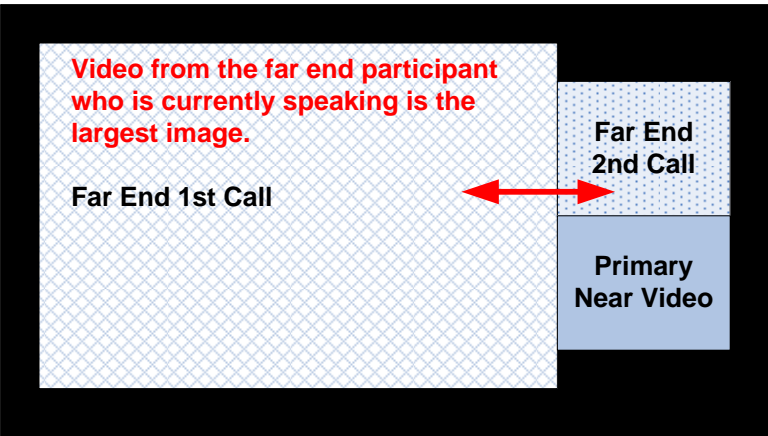 Video from the far end participant
who is currently speaking is the
largest image.
Far End 1st Call
Far End
2nd Call
Primary
Near Video